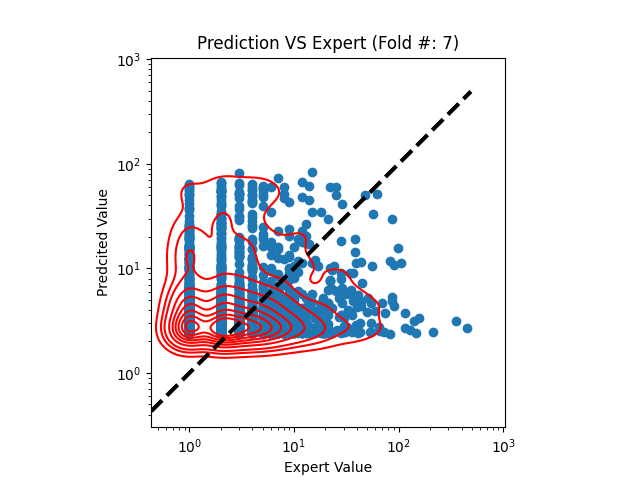 Prediction VS Expert (Fold #: 7)
10³
10²
10¹
10⁰
Predcited Value
10⁰ 10¹ 10² 10³
Expert Value